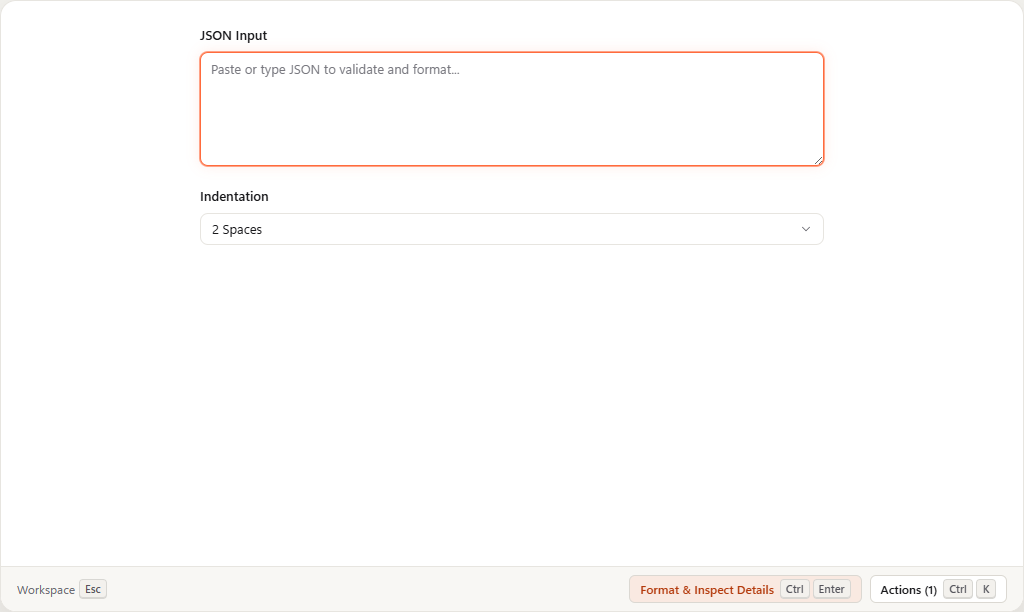 JSON Input
Paste or type JSON to validate and format...
Indentation
2 Spaces
Workspace Esc Format & Inspect Details Ctrl Enter Actions (1) Ctrl K